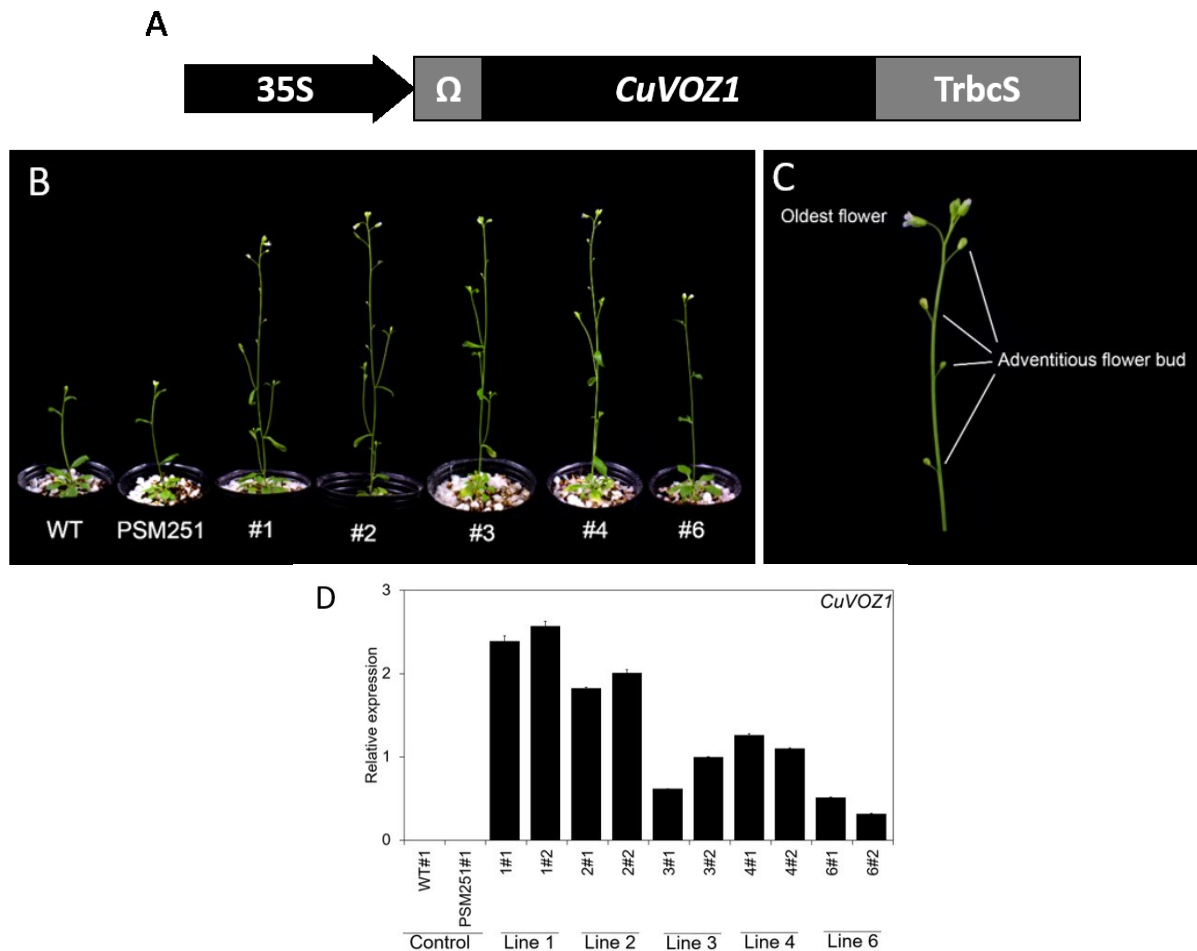 A
35S Ω CuVOZ1 TrbcS
B
WT PSM251 #1 #2 #3 #4 #6
C
Oldest flower
Adventitious flower bud
D
CuVOZ1
Relative expression
3
2
1
0
WT#1 PSM251#1 1#1 1#2 2#1 2#2 3#1 3#2 4#1 4#2 6#1 6#2
Control Line 1 Line 2 Line 3 Line 4 Line 6